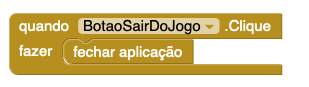 quando BotaoSairDoJogo .Clique
fazer fechar aplicação